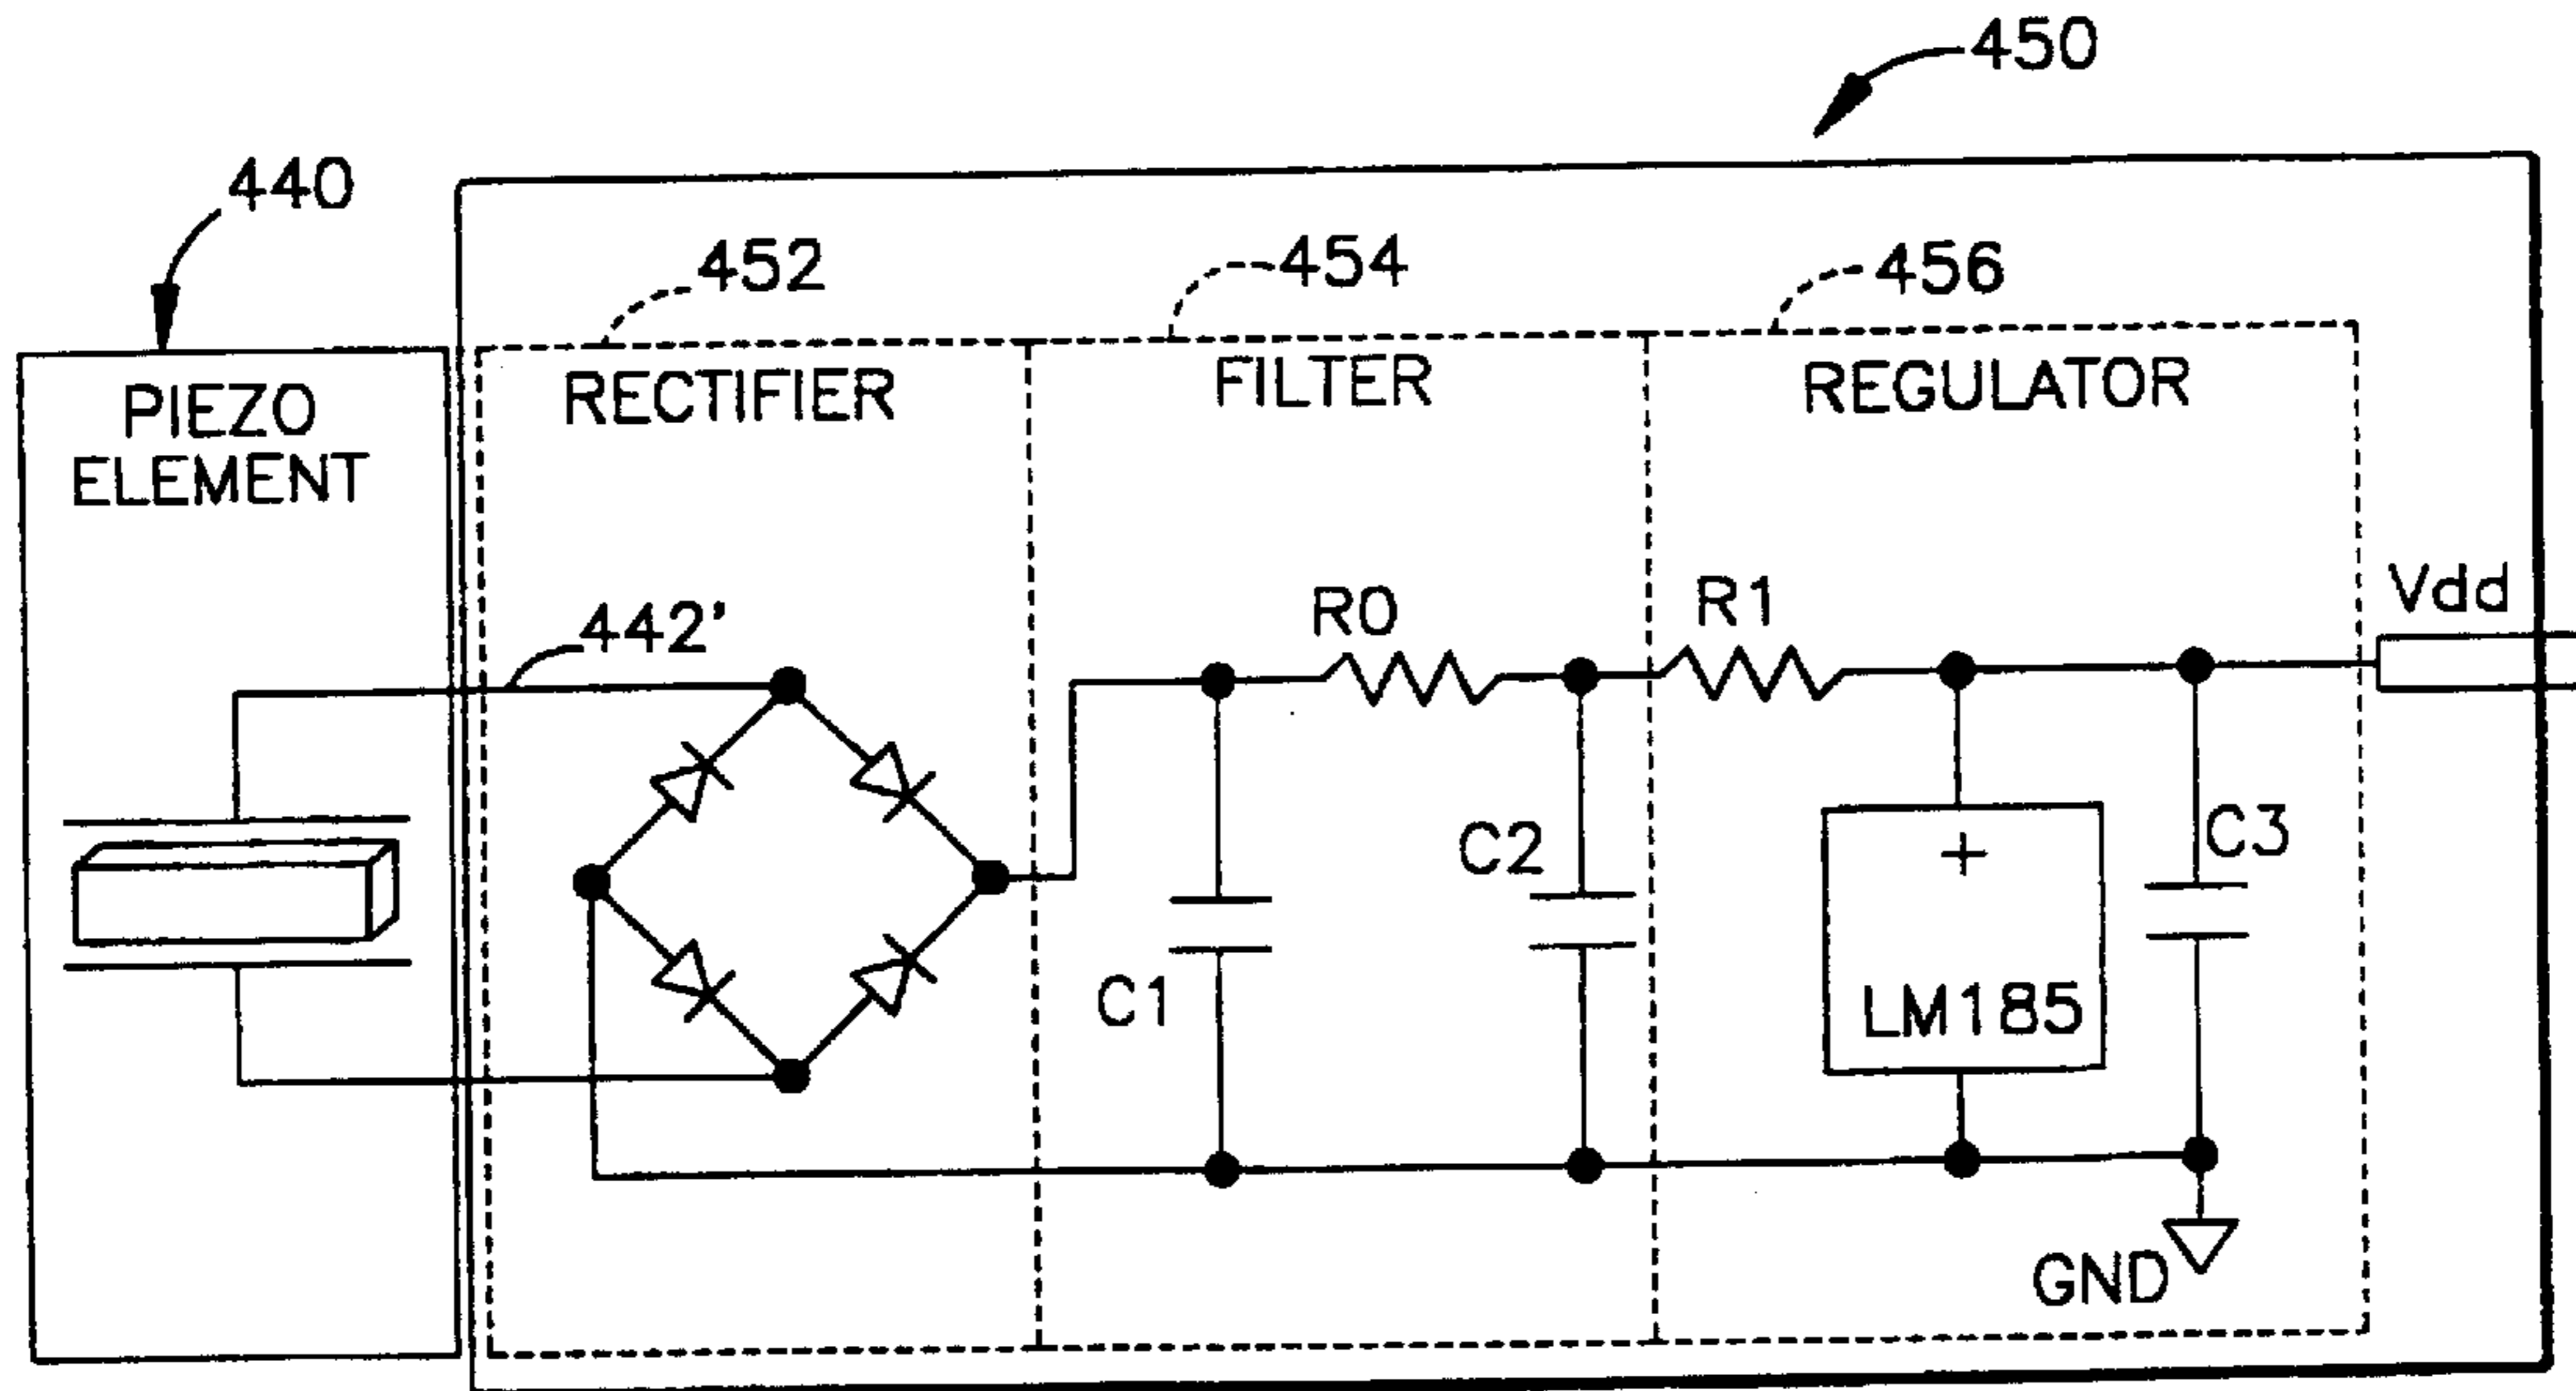 450
440
452
454
456
PIEZO
ELEMENT
RECTIFIER
FILTER
REGULATOR
442'
R0
R1
Vdd
C1
C2
+
LM185
C3
GND